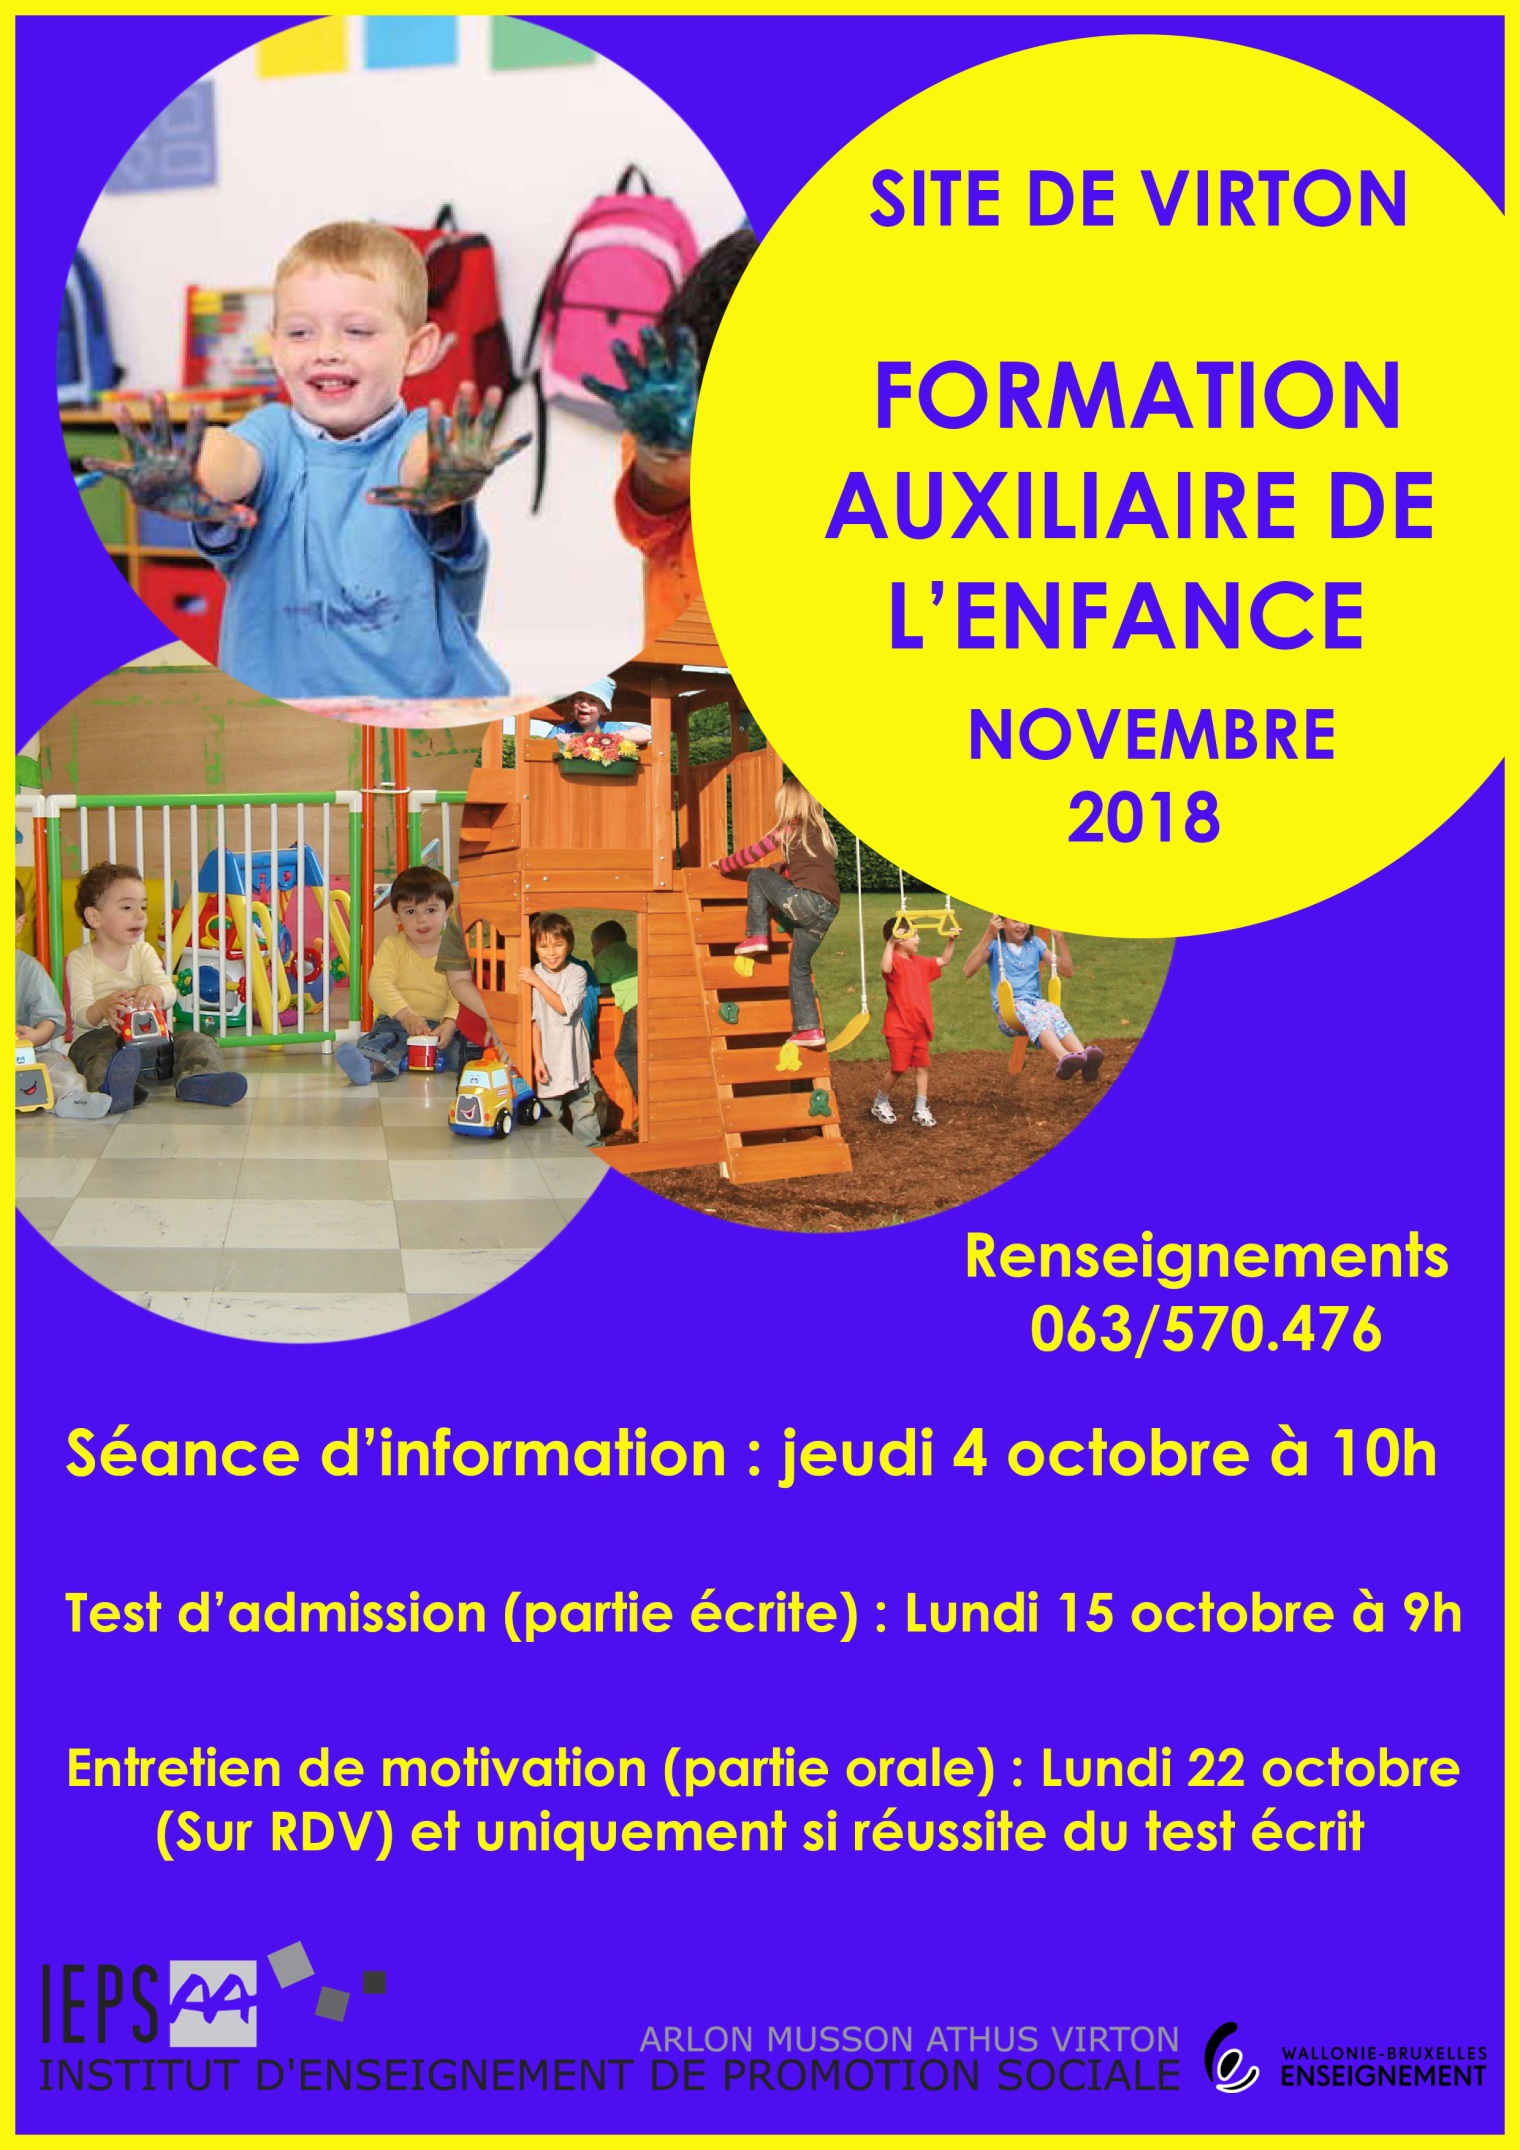 SITE DE VIRTON
FORMATION
AUXILIAIRE DE
L’ENFANCE
NOVEMBRE
2018
Renseignements
063/570.476
Séance d’information : jeudi 4 octobre à 10h
Test d’admission (partie écrite) : Lundi 15 octobre à 9h
Entretien de motivation (partie orale) : Lundi 22 octobre
(Sur RDV) et uniquement si réussite du test écrit
IEPS AA
ARLON MUSSON ATHUS VIRTON
INSTITUT D'ENSEIGNEMENT DE PROMOTION SOCIALE
WALLONIE-BRUXELLES
ENSEIGNEMENT